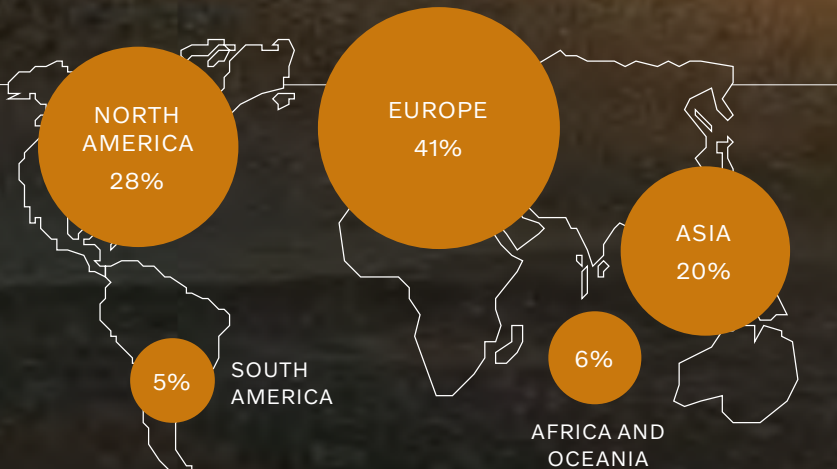 NORTH
AMERICA
28%
EUROPE
41%
ASIA
20%
5%
SOUTH
AMERICA
6%
AFRICA AND
OCEANIA